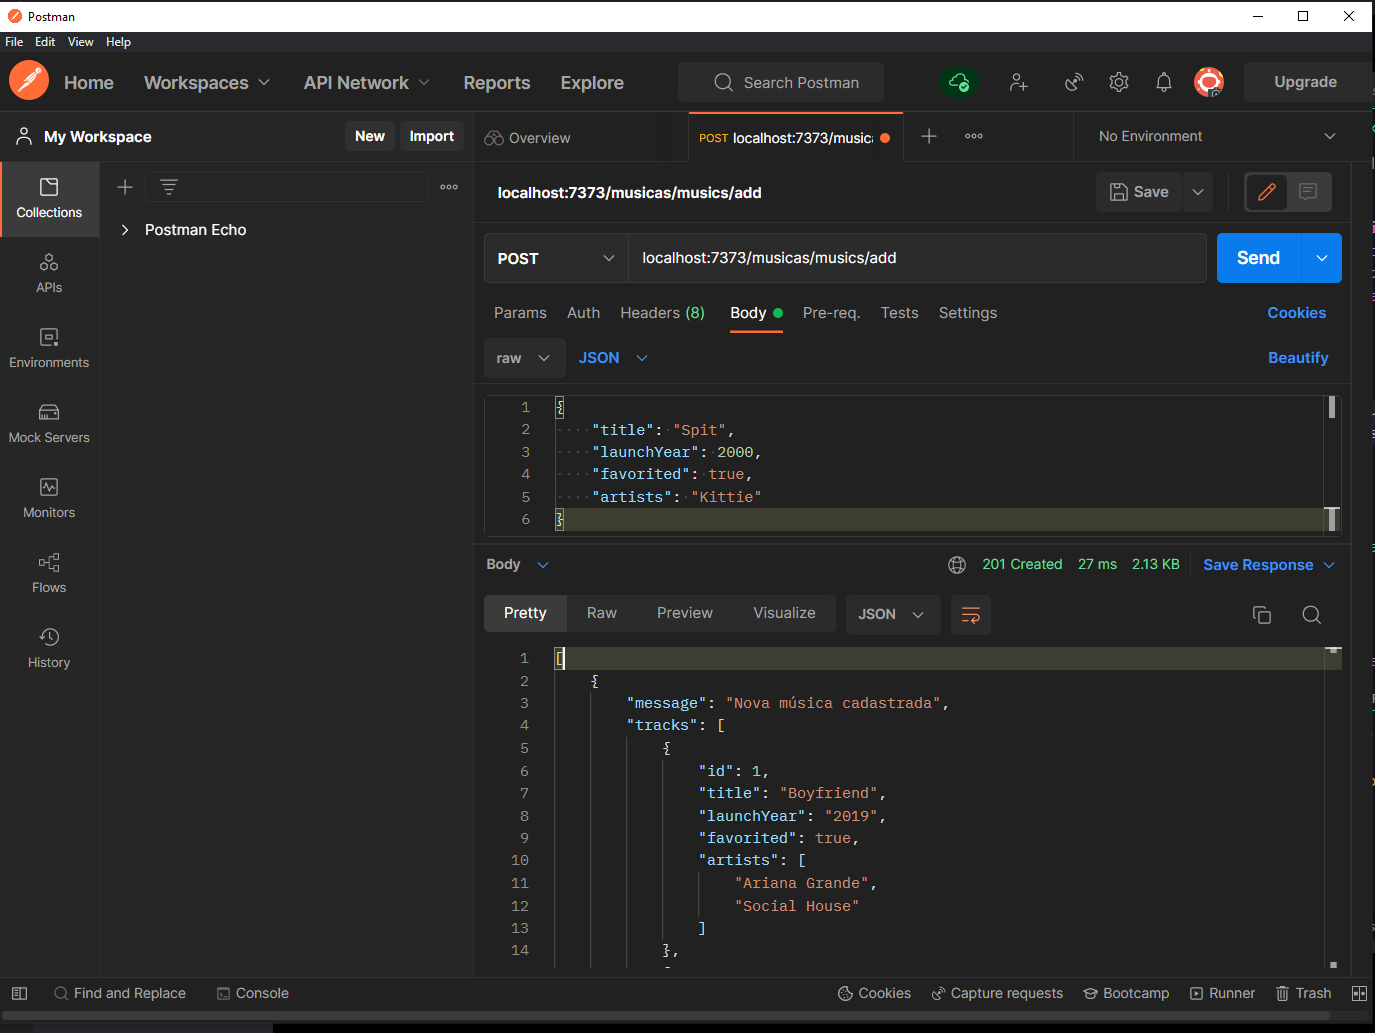 Postman
File Edit View Help
Home Workspaces API Network Reports Explore Search Postman Upgrade
My Workspace New Import
Overview POST localhost:7373/music No Environment
localhost:7373/musicas/musics/add Save
Collections
Postman Echo
APIs
Environments
Mock Servers
Monitors
Flows
History
POST localhost:7373/musicas/musics/add Send
Params Auth Headers (8) Body Pre-req. Tests Settings Cookies
raw JSON Beautify
1 {
2 "title": "Spit",
3 "launchYear": 2000,
4 "favorited": true,
5 "artists": "Kittie"
6 }
Body 201 Created 27 ms 2.13 KB Save Response
Pretty Raw Preview Visualize JSON
1 [
2 {
3 "message": "Nova música cadastrada",
4 "tracks": [
5 {
6 "id": 1,
7 "title": "Boyfriend",
8 "launchYear": "2019",
9 "favorited": true,
10 "artists": [
11 "Ariana Grande",
12 "Social House"
13 ]
14 },
Find and Replace Console Cookies Capture requests Bootcamp Runner Trash